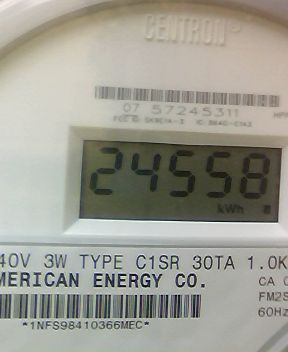 CENTRON®
07 57245311
24558
kWh
40V 3W TYPE C1SR 30TA 1.0K
MERICAN ENERGY CO.
CA
FM2S
60Hz
*1NFS98410366MEC*